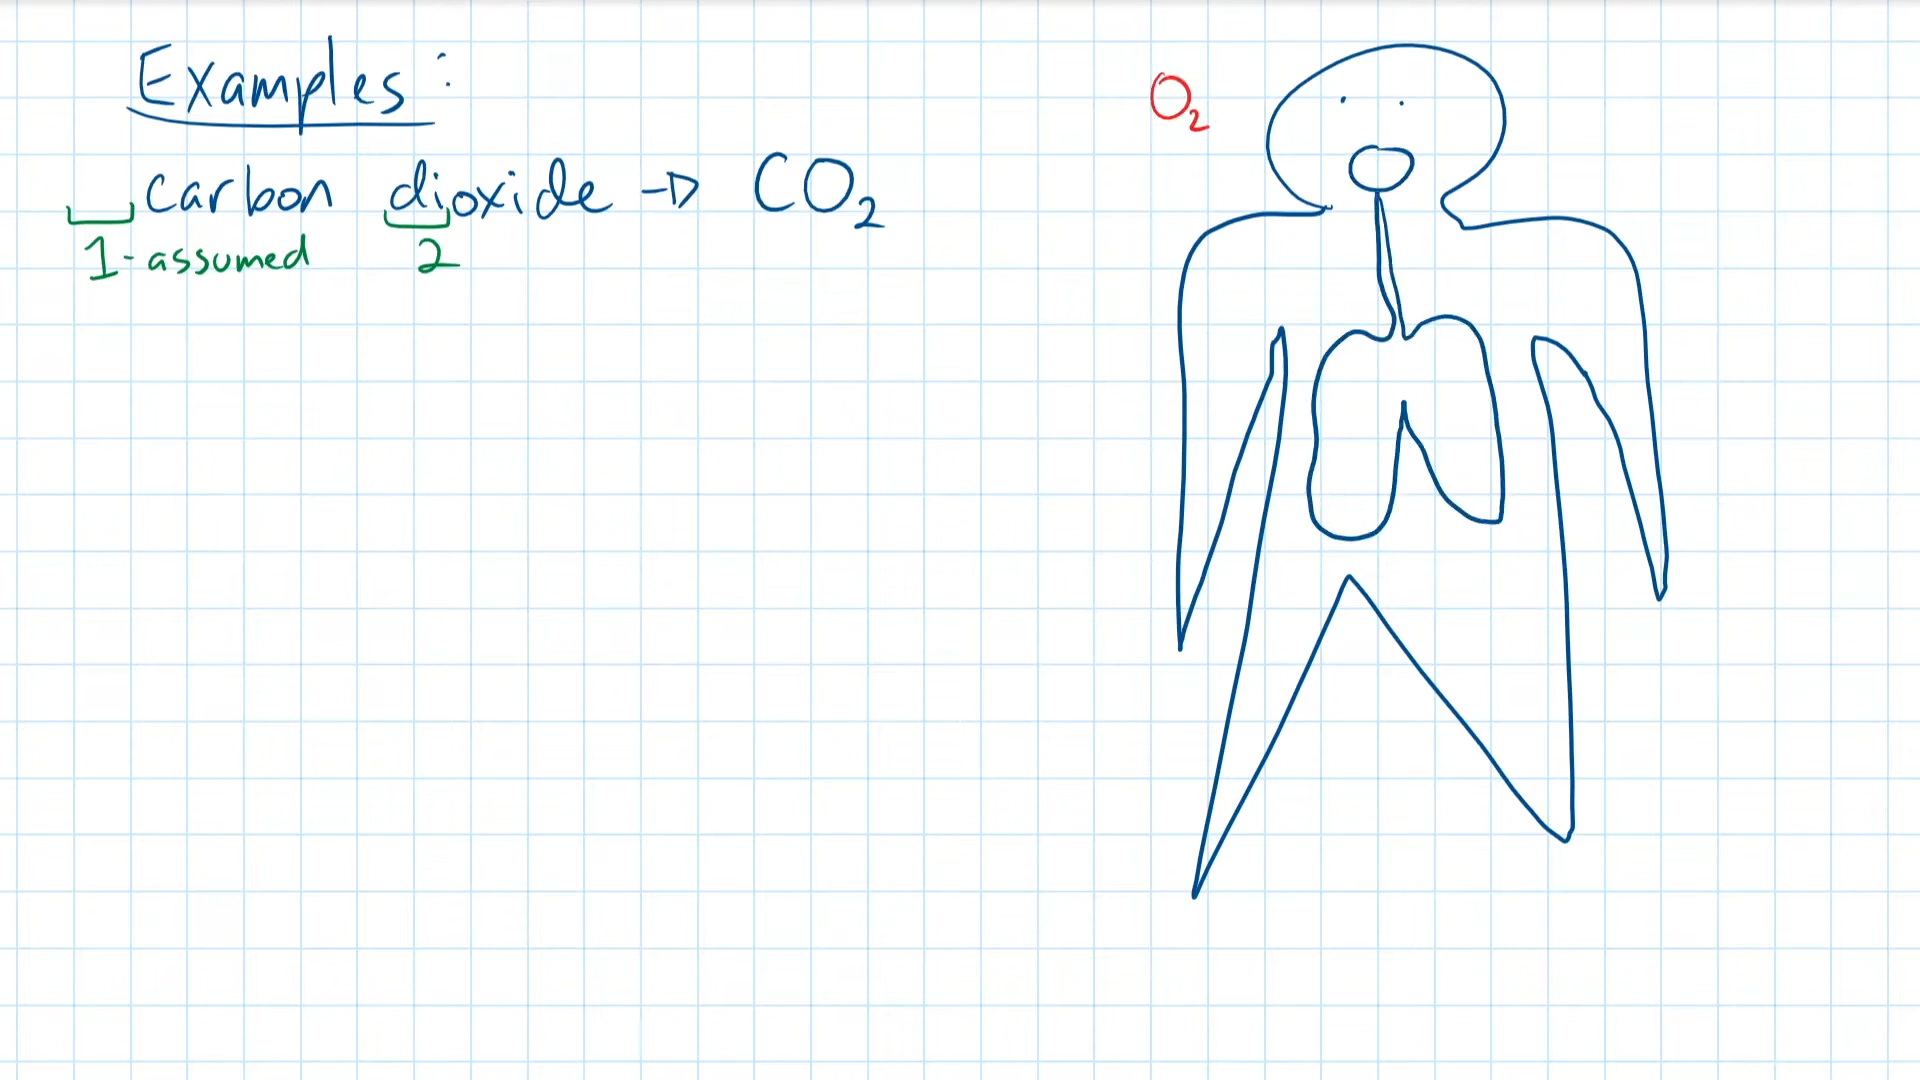 Examples:
carbon dioxide → CO₂
1-assumed 2
O₂